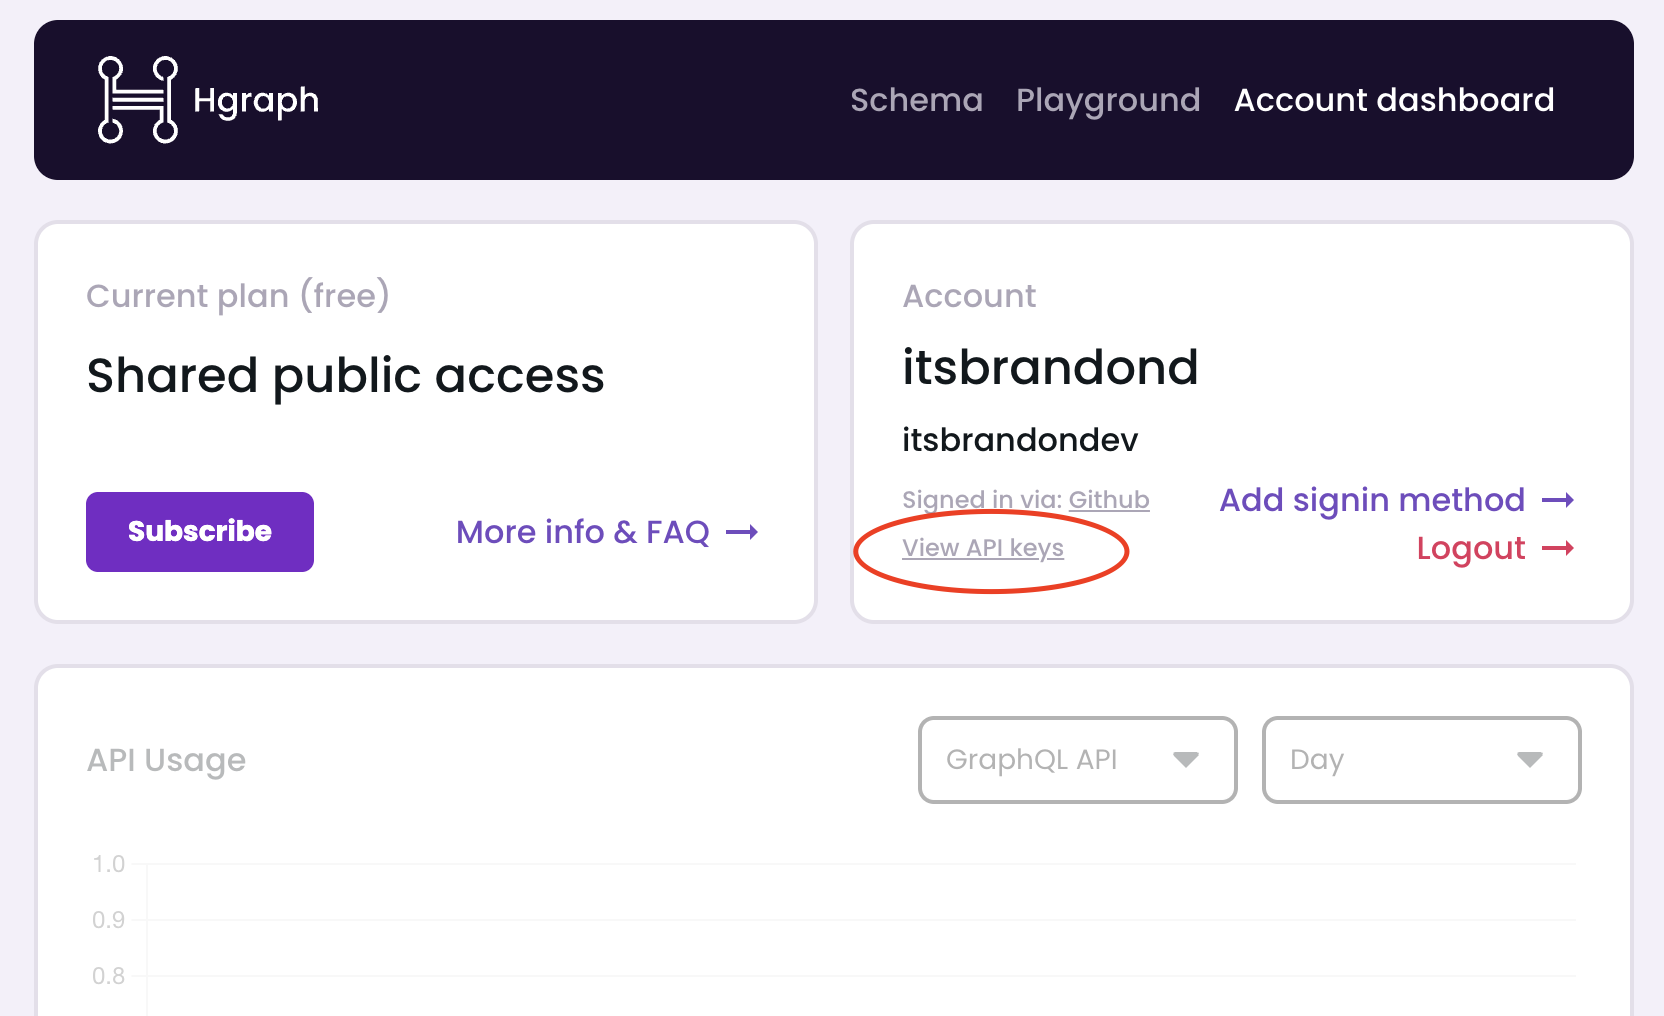 Hgraph
Schema Playground Account dashboard
Current plan (free)
Shared public access
Subscribe
More info & FAQ →
Account
itsbrandond
itsbrandondev
Signed in via: Github
View API keys
Add signin method →
Logout →
API Usage
GraphQL API
Day
1.0
0.9
0.8